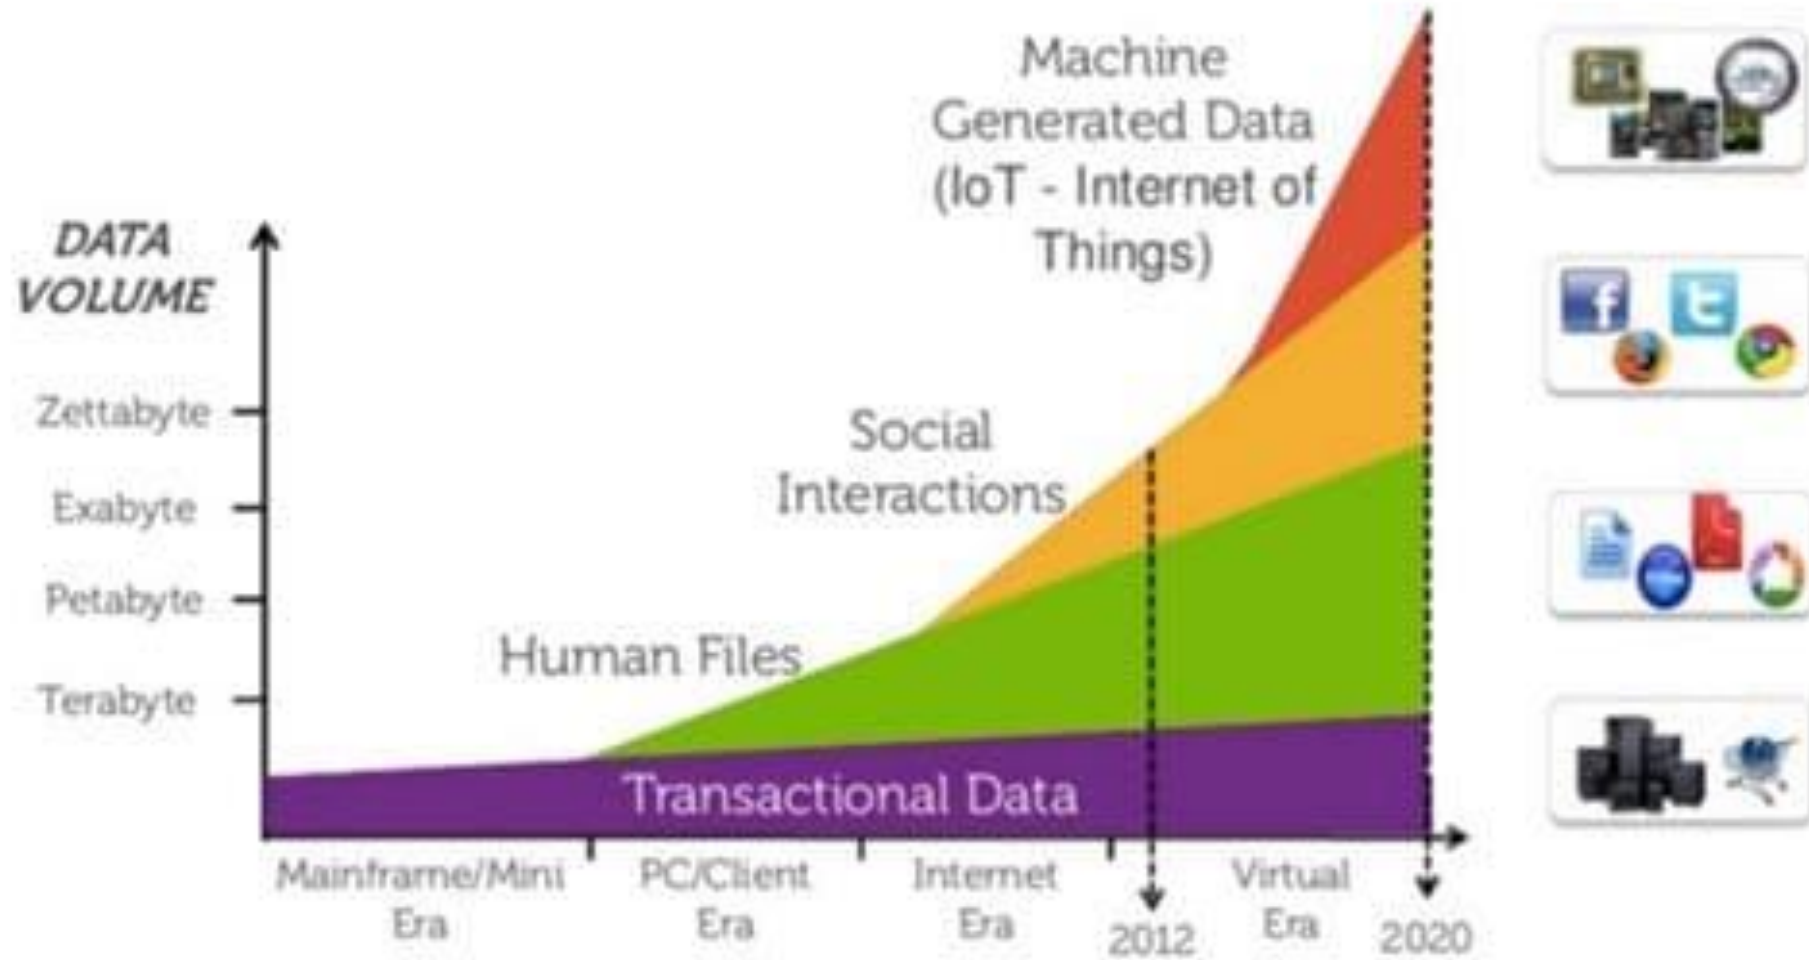 Machine
Generated Data
(IoT - Internet of
Things)
DATA
VOLUME
Zettabyte
Social
Interactions
Exabyte
Petabyte
Human Files
Terabyte
Transactional Data
Mainframe/Mini
Era
PC/Client
Era
Internet
Era
2012
Virtual
Era
2020
f
t